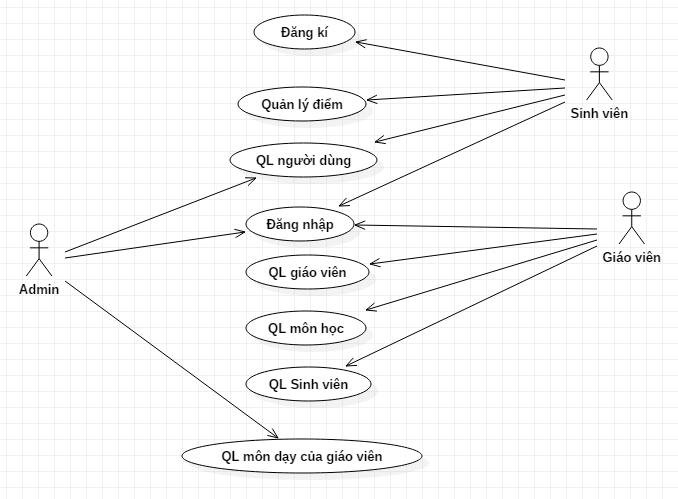 Đăng kí
Sinh viên
Quản lý điểm
QL người dùng
Đăng nhập
Giáo viên
Admin
QL giáo viên
QL môn học
QL Sinh viên
QL môn dạy của giáo viên